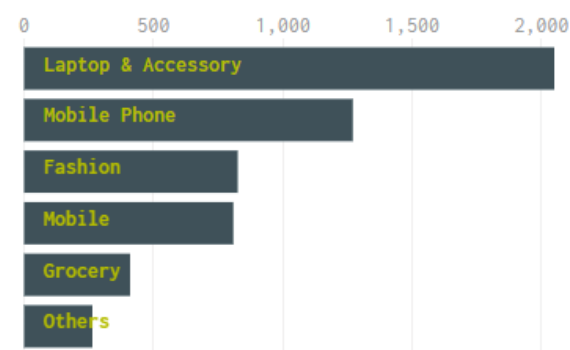 0 500 1,000 1,500 2,000
Laptop & Accessory
Mobile Phone
Fashion
Mobile
Grocery
Others